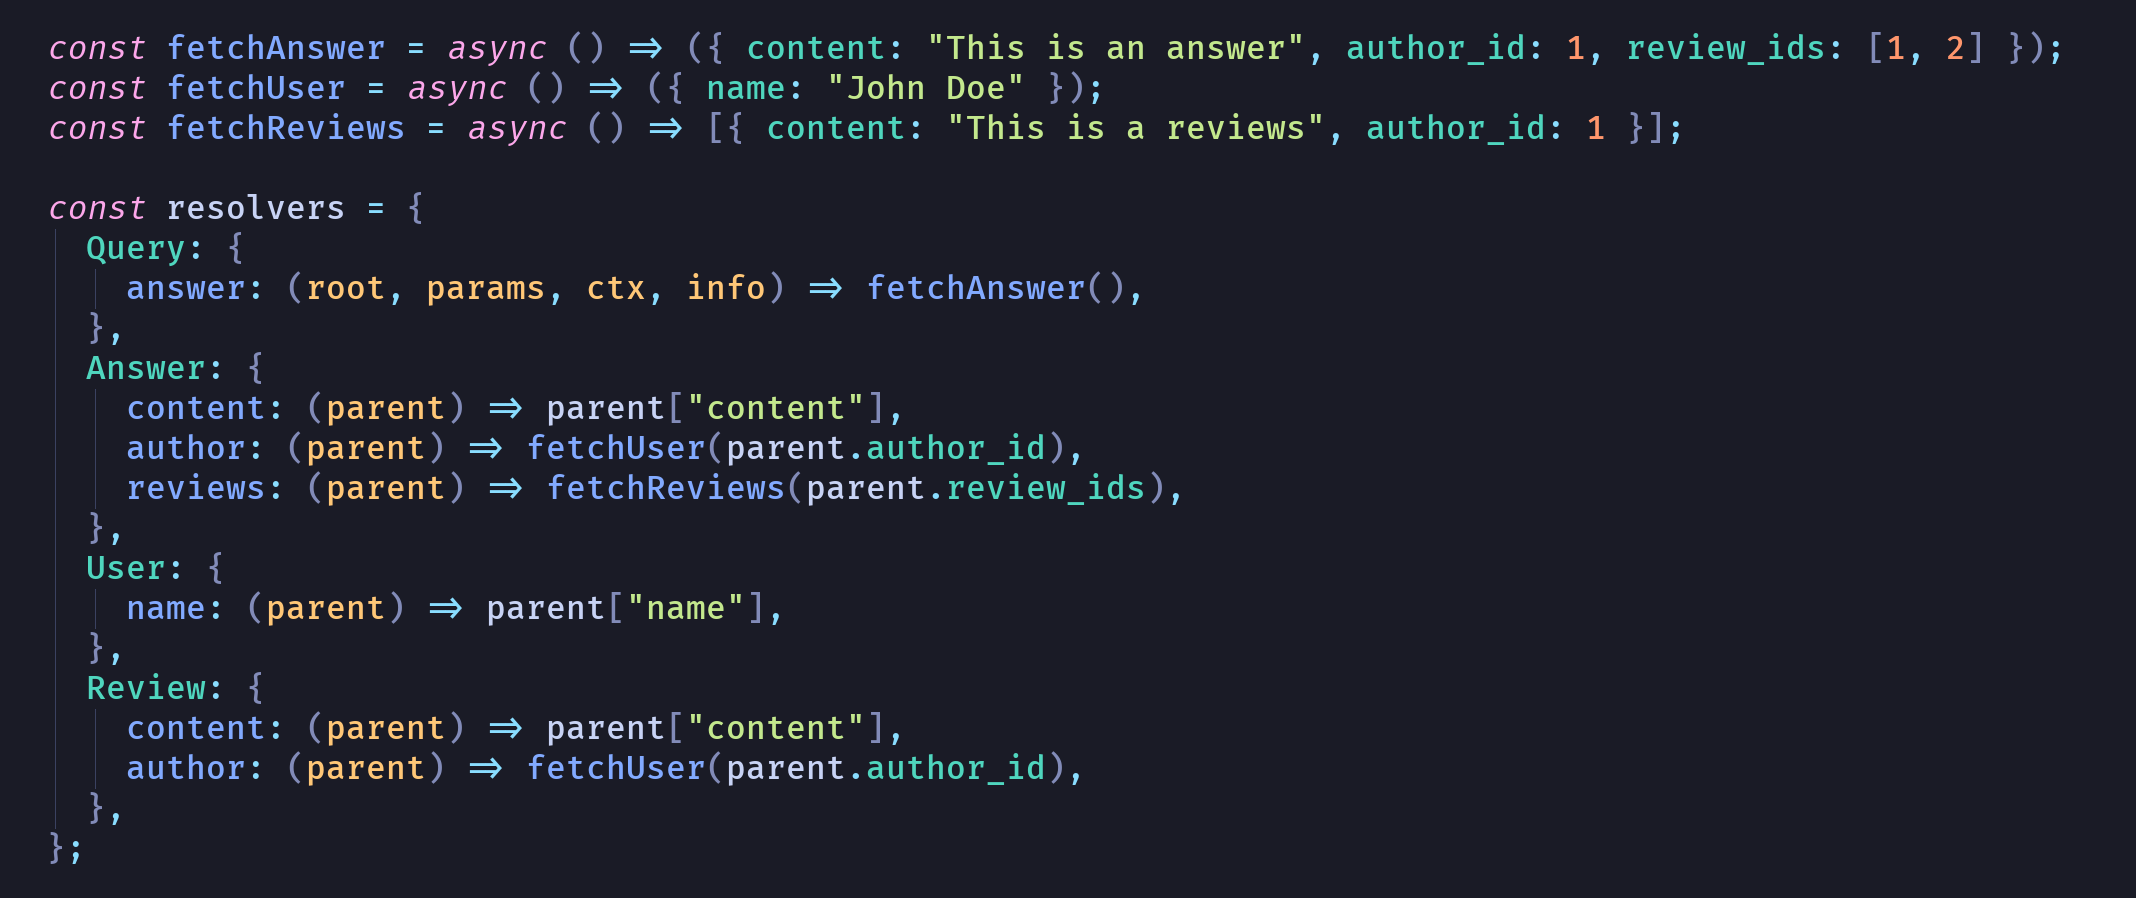 const fetchAnswer = async () => ({ content: "This is an answer", author_id: 1, review_ids: [1, 2] });
const fetchUser = async () => ({ name: "John Doe" });
const fetchReviews = async () => [{ content: "This is a reviews", author_id: 1 }];

const resolvers = {
  Query: {
    answer: (root, params, ctx, info) => fetchAnswer(),
  },
  Answer: {
    content: (parent) => parent["content"],
    author: (parent) => fetchUser(parent.author_id),
    reviews: (parent) => fetchReviews(parent.review_ids),
  },
  User: {
    name: (parent) => parent["name"],
  },
  Review: {
    content: (parent) => parent["content"],
    author: (parent) => fetchUser(parent.author_id),
  },
};